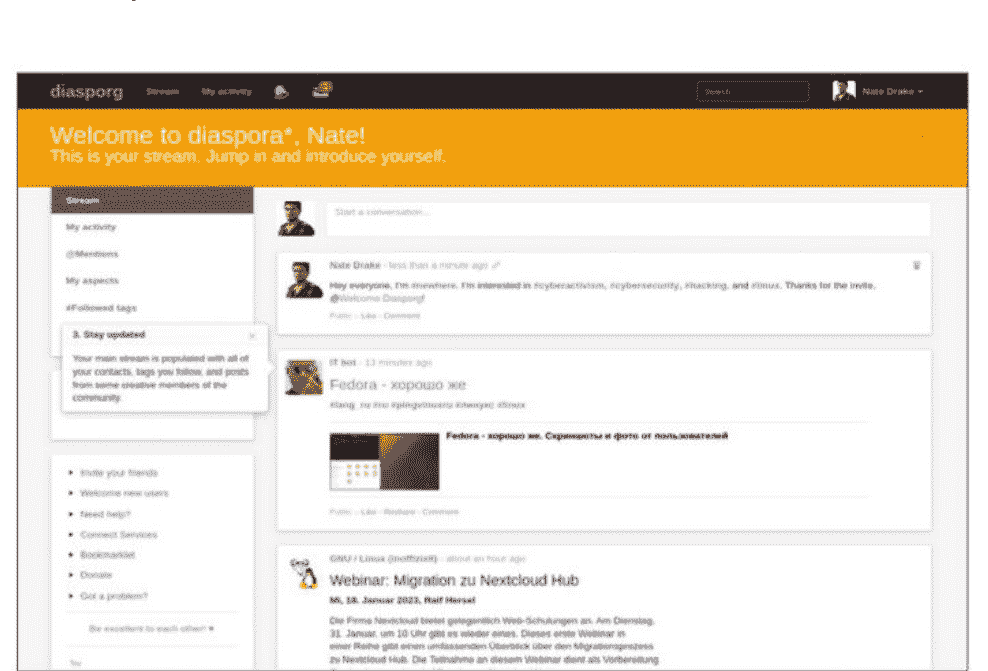 diasporg Stream My activity Search Nate Drake
Welcome to diaspora*, Nate!
This is your stream. Jump in and introduce yourself.
Stream
My activity
@Mentions
My aspects
#Followed tags
3. Stay updated
Your main stream is populated with all of
your contacts, tags you follow, and posts
from some creative members of the
community.
Invite your friends
Welcome new users
Need help?
Connect Services
Bookmarklet
Donate
Got a problem?
Be excellent to each other! ♥
Start a conversation...
Nate Drake - less than a minute ago
Hey everyone, I'm #newhere. I'm interested in #cyberactivism, #cybersecurity, #hacking, and #linux. Thanks for the invite,
@Welcome Diasporg!
Public - Like - Comment
IT bot - 13 minutes ago
Fedora - хорошо же
#lang_ru #ru #линукс #linux
Fedora - хорошо же. Скриншоты и фото от пользователей
Public - Like - Reshare - Comment
GNU / Linux (inoffiziell) - about an hour ago
Webinar: Migration zu Nextcloud Hub
Mi, 18. Januar 2023, Ralf Hersel
Die Firma Nextcloud bietet gelegentlich Web-Schulungen an. Am Dienstag,
31. Januar, um 10 Uhr gibt es wieder eines. Dieses erste Webinar in
einer Reihe gibt einen umfassenden Überblick über den Migrationsprozess
zu Nextcloud Hub. Die Teilnahme an diesem Webinar dient als Vorbereitung